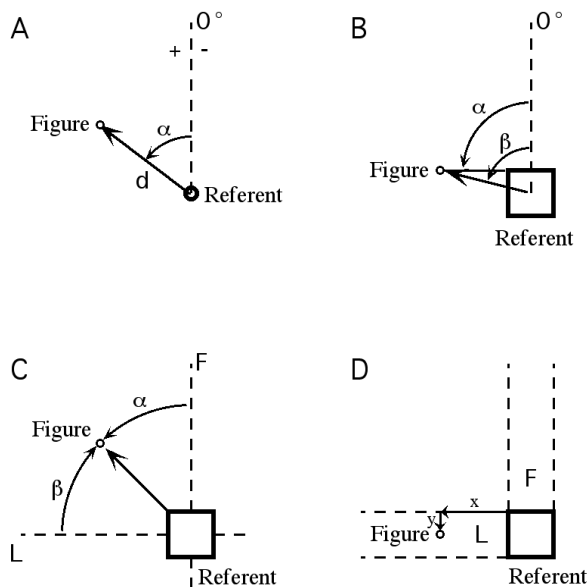 A
0°
+ -
Figure
α
d
Referent
B
0°
α
β
Figure
Referent
C
F
α
Figure
β
L
Referent
D
F
x
y
Figure
L
Referent